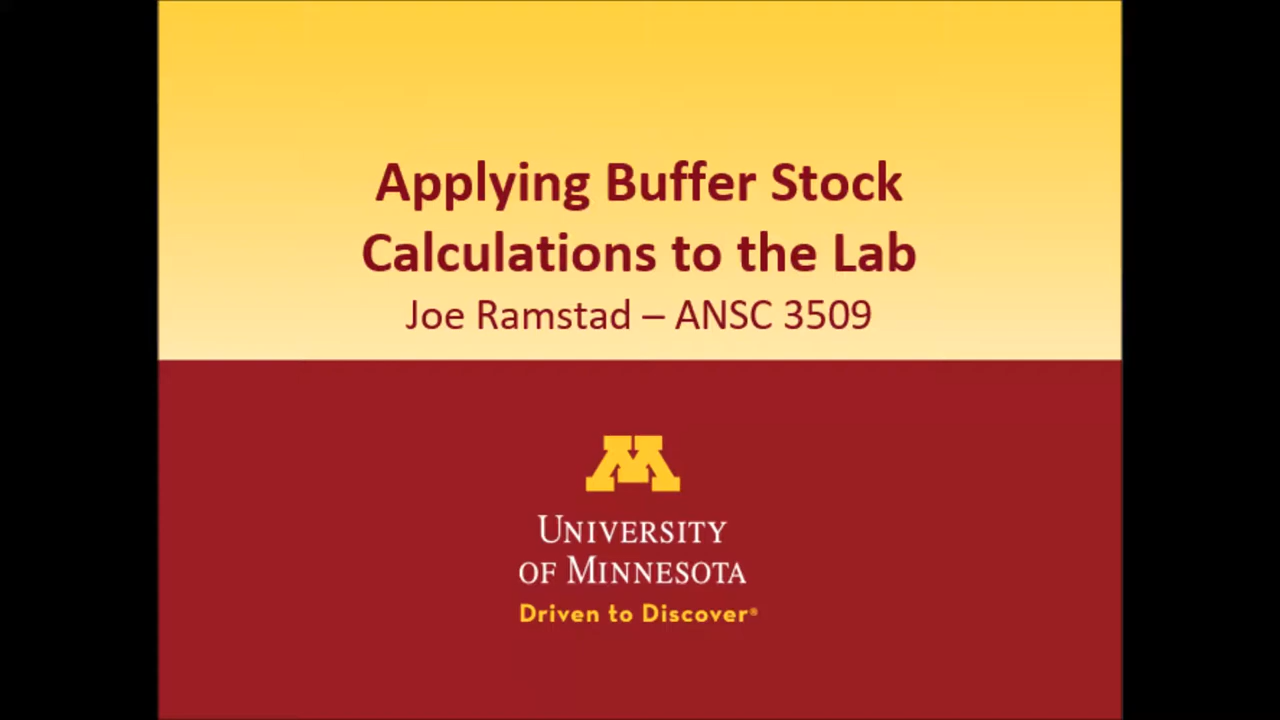 Applying Buffer Stock
Calculations to the Lab
Joe Ramstad – ANSC 3509
M
UNIVERSITY
OF MINNESOTA
Driven to Discover®